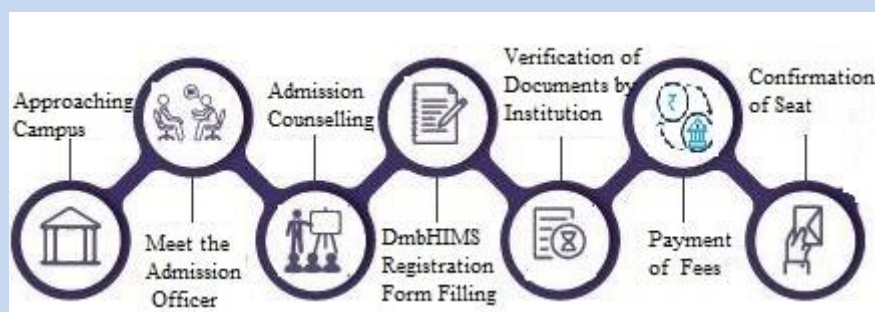 Approaching
Campus
Meet the
Admission
Officer
Admission
Counselling
DmbHIMS
Registration
Form Filling
Verification of
Documents by
Institution
₹
Payment
of Fees
Confirmation
of Seat